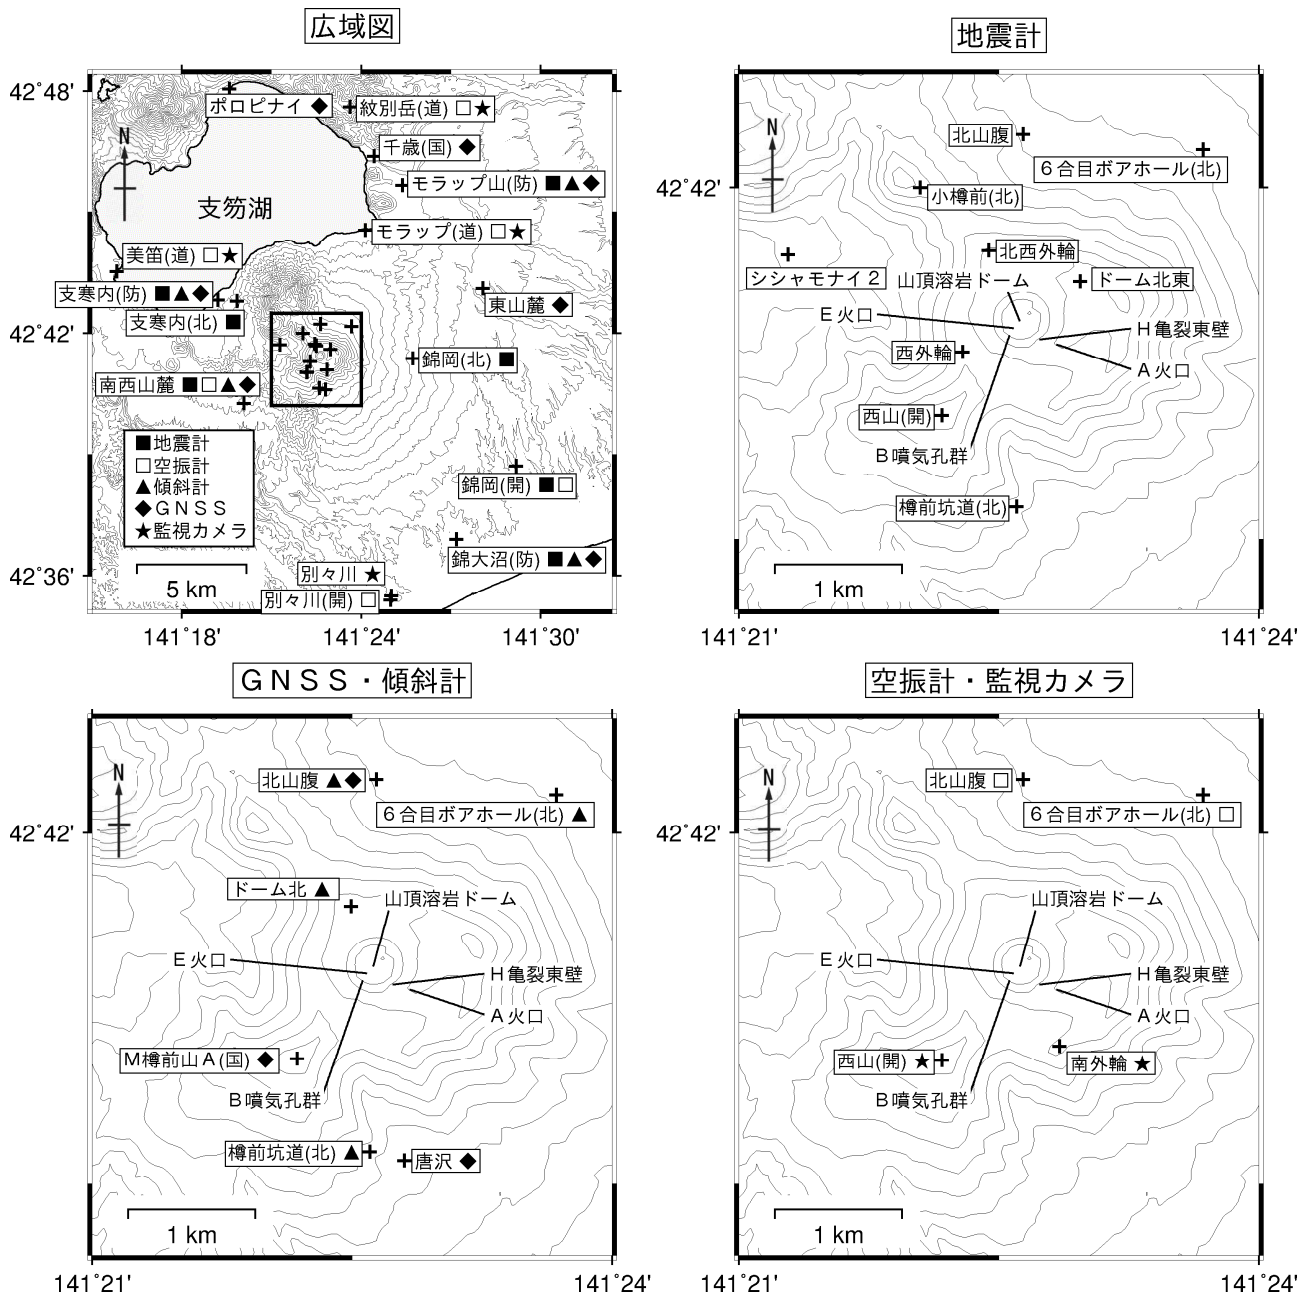 広域図
42°48'
42°42'
42°36'
141°18'
141°24'
141°30'
N
ポロピナイ ◆
紋別岳(道) □★
千歳(国) ◆
モラップ山(防) ■▲◆
支笏湖
モラップ(道) □★
美笛(道) □★
支寒内(防) ■▲◆
東山麓 ◆
支寒内(北) ■
錦岡(北) ■
南西山麓 ■□▲◆
■地震計
□空振計
▲傾斜計
◆GNSS
★監視カメラ
錦岡(開) ■□
錦大沼(防) ■▲◆
別々川 ★
別々川(開) □
5 km
地震計
42°42'
141°21'
141°24'
N
北山腹
6合目ボアホール(北)
小樽前(北)
北西外輪
シシャモナイ2
山頂溶岩ドーム
ドーム北東
E火口
H亀裂東壁
西外輪
A火口
西山(開)
B噴気孔群
樽前坑道(北)
1 km
GNSS・傾斜計
42°42'
141°21'
141°24'
N
北山腹 ▲◆
6合目ボアホール(北) ▲
ドーム北 ▲
山頂溶岩ドーム
E火口
H亀裂東壁
A火口
M樽前山A(国) ◆
B噴気孔群
樽前坑道(北) ▲
唐沢 ◆
1 km
空振計・監視カメラ
42°42'
141°21'
141°24'
N
北山腹 □
6合目ボアホール(北) □
山頂溶岩ドーム
E火口
H亀裂東壁
A火口
西山(開) ★
南外輪 ★
B噴気孔群
1 km